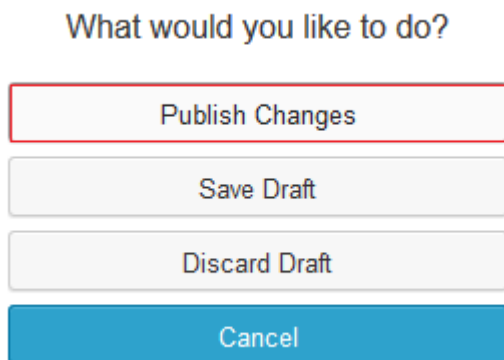 What would you like to do?
Publish Changes
Save Draft
Discard Draft
Cancel